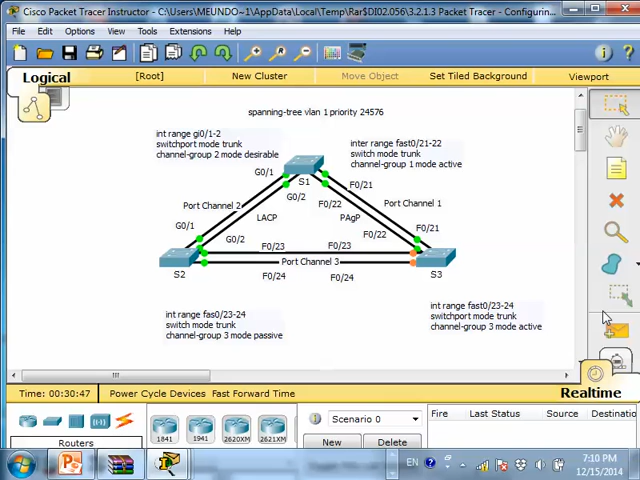 Cisco Packet Tracer Instructor - C:\Users\MEUNDO~1\AppData\Local\Temp\Rar$DI02.056\3.2.1.3 Packet Tracer - Configurin...
File Edit Options View Tools Extensions Help
Logical [Root] New Cluster Move Object Set Tiled Background Viewport
spanning-tree vlan 1 priority 24576
int range gi0/1-2
switchport mode trunk
channel-group 2 mode desirable
inter range fast0/21-22
switch mode trunk
channel-group 1 mode active
G0/1
S1
F0/21
G0/2
F0/22
Port Channel 2
Port Channel 1
LACP
PAgP
G0/1
F0/21
G0/2
F0/22
F0/23
F0/23
Port Channel 3
S2
S3
F0/24
F0/24
int range fas0/23-24
switch mode trunk
channel-group 3 mode passive
int range fast0/23-24
switchport mode trunk
channel-group 3 mode active
Time: 00:30:47 Power Cycle Devices Fast Forward Time
Realtime
Routers
1841 1941 2620XM 2621XM
Scenario 0
New Delete
Fire Last Status Source Destinatio
EN
7:10 PM
12/15/2014